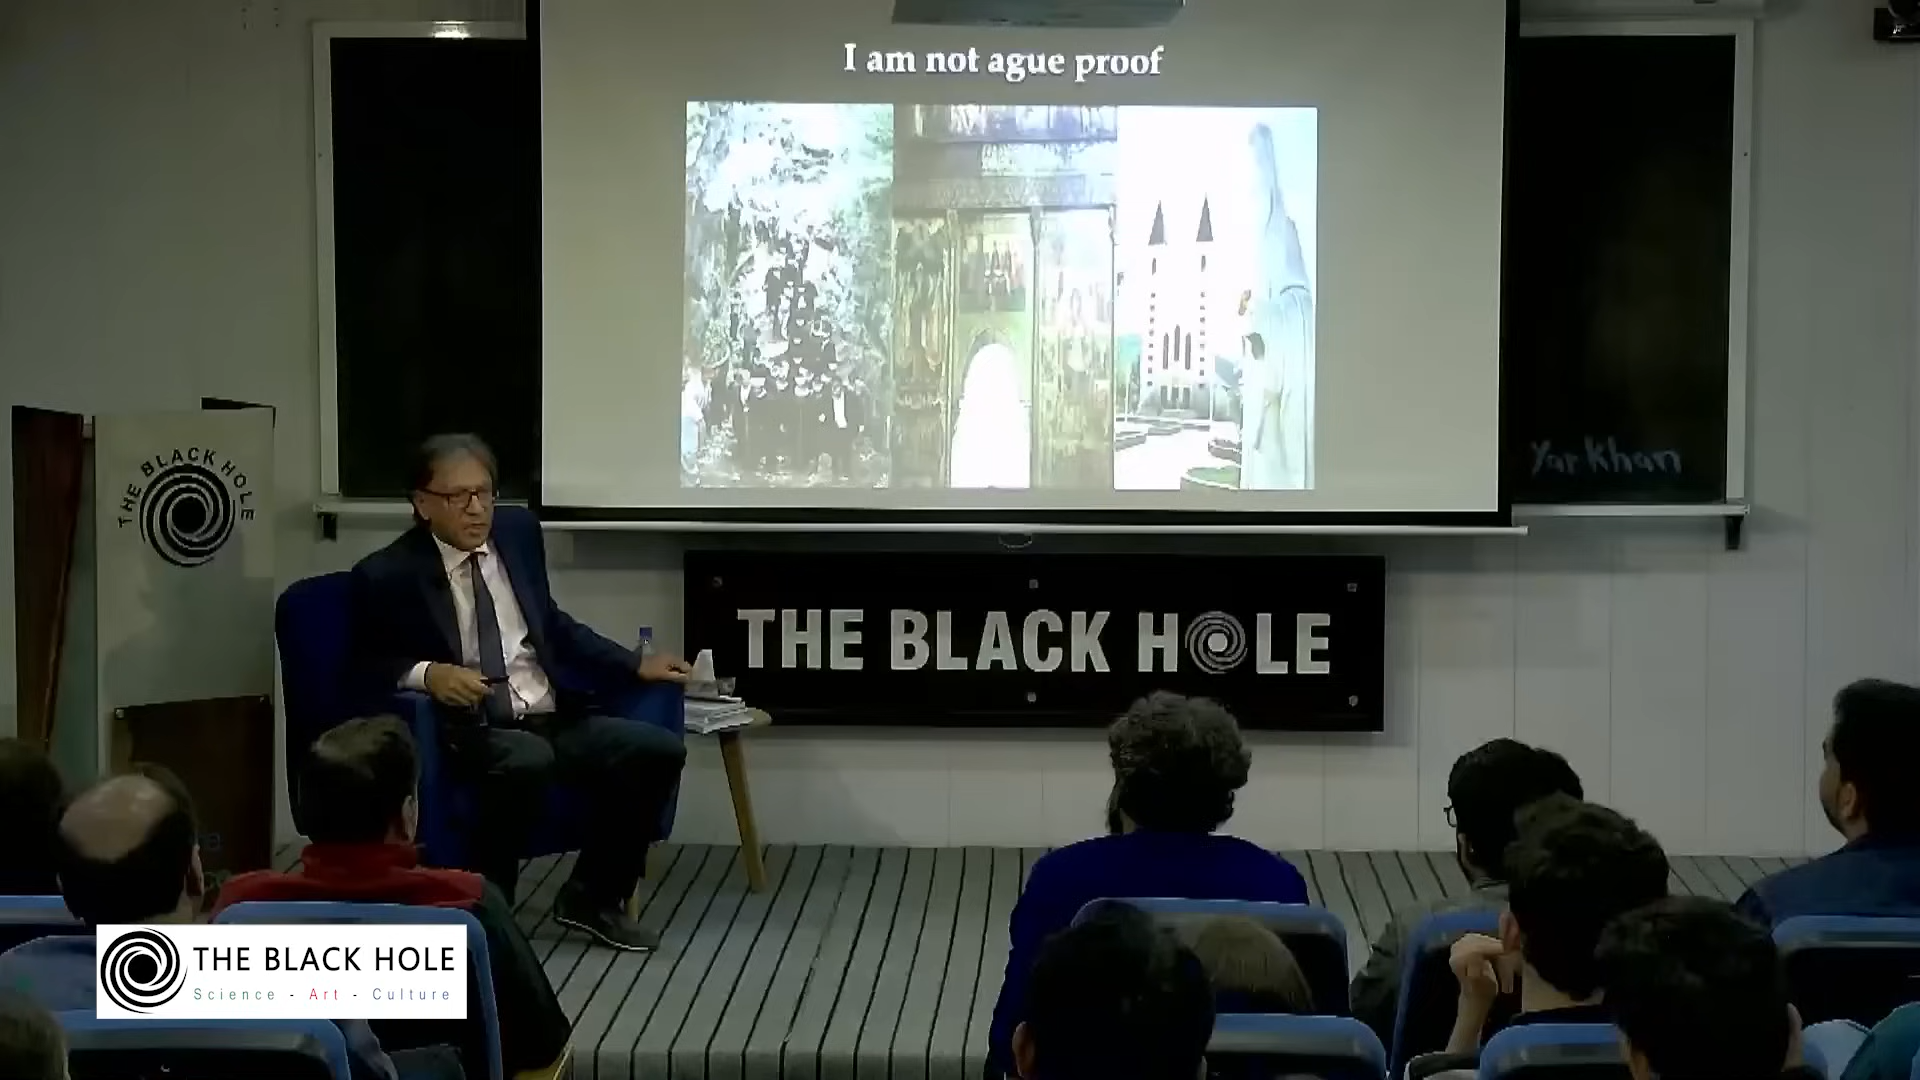 I am not ague proof
THE BLACK HOLE
Yar Khan
THE BLACK HOLE
THE BLACK HOLE
Science - Art - Culture